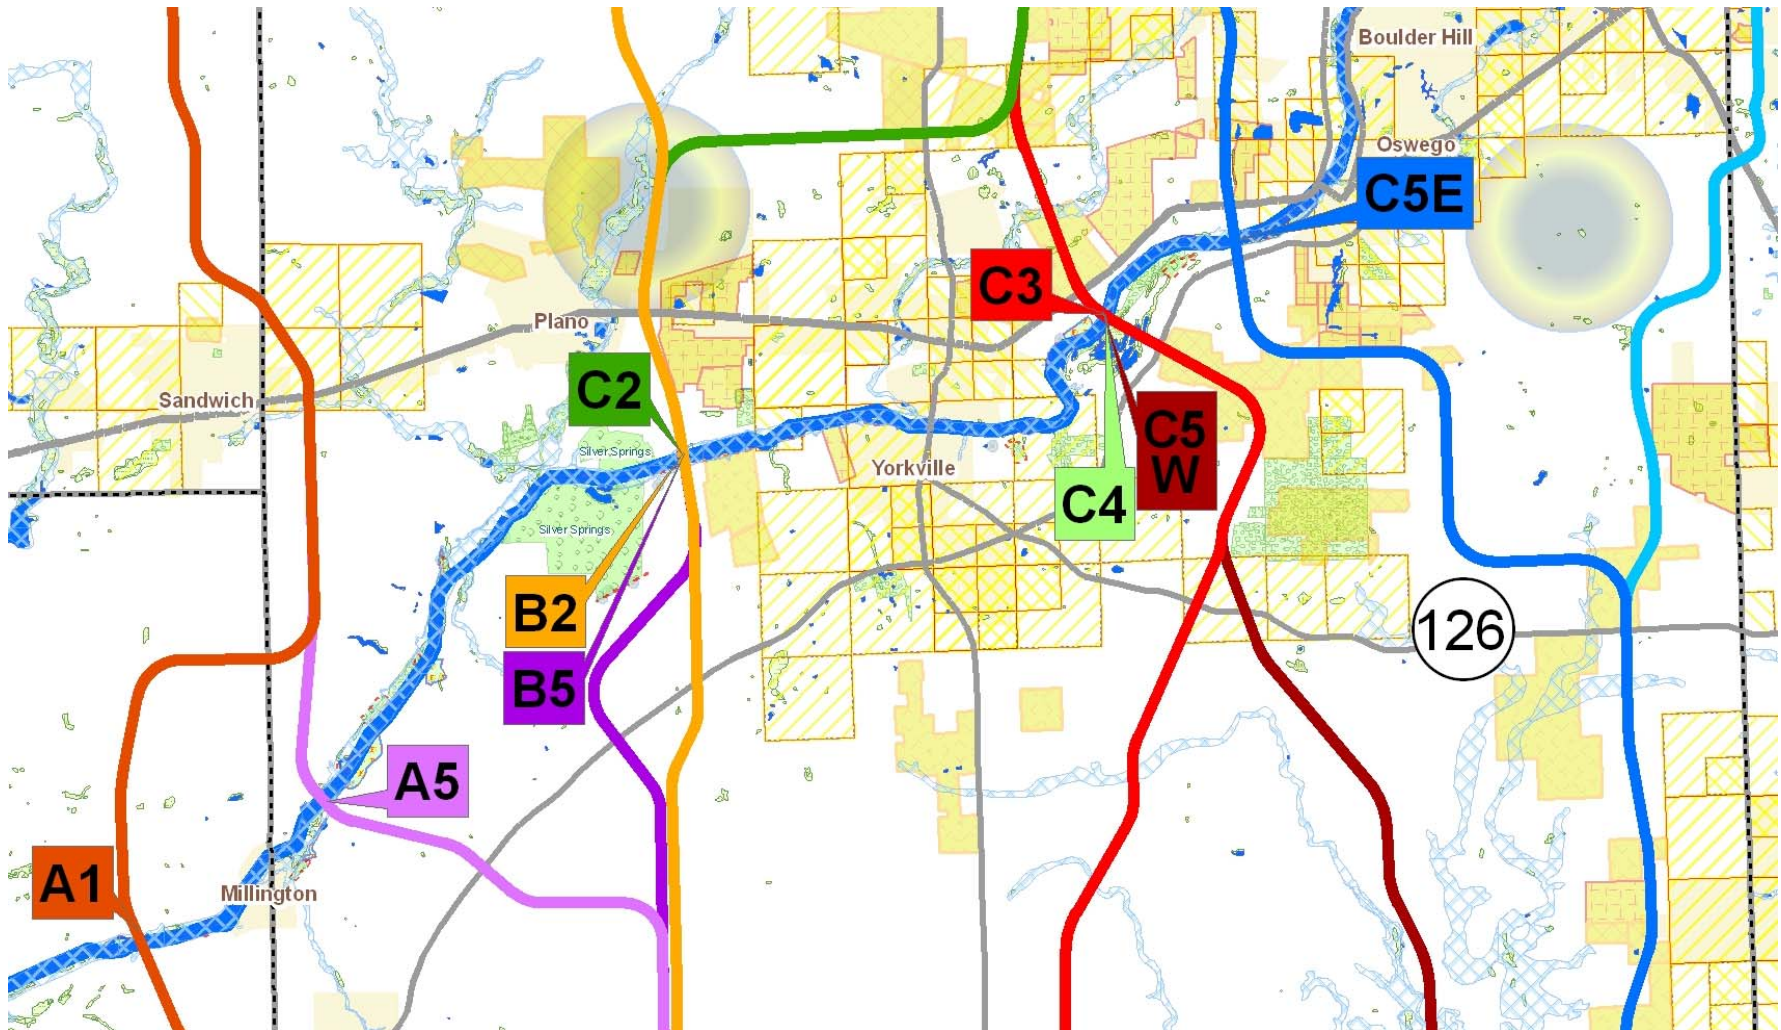 Boulder Hill
Oswego
C5E
C3
Plano
C2
Sandwich
C5
W
Silver Springs
Yorkville
C4
Silver Springs
B2
126
B5
A5
A1
Millington